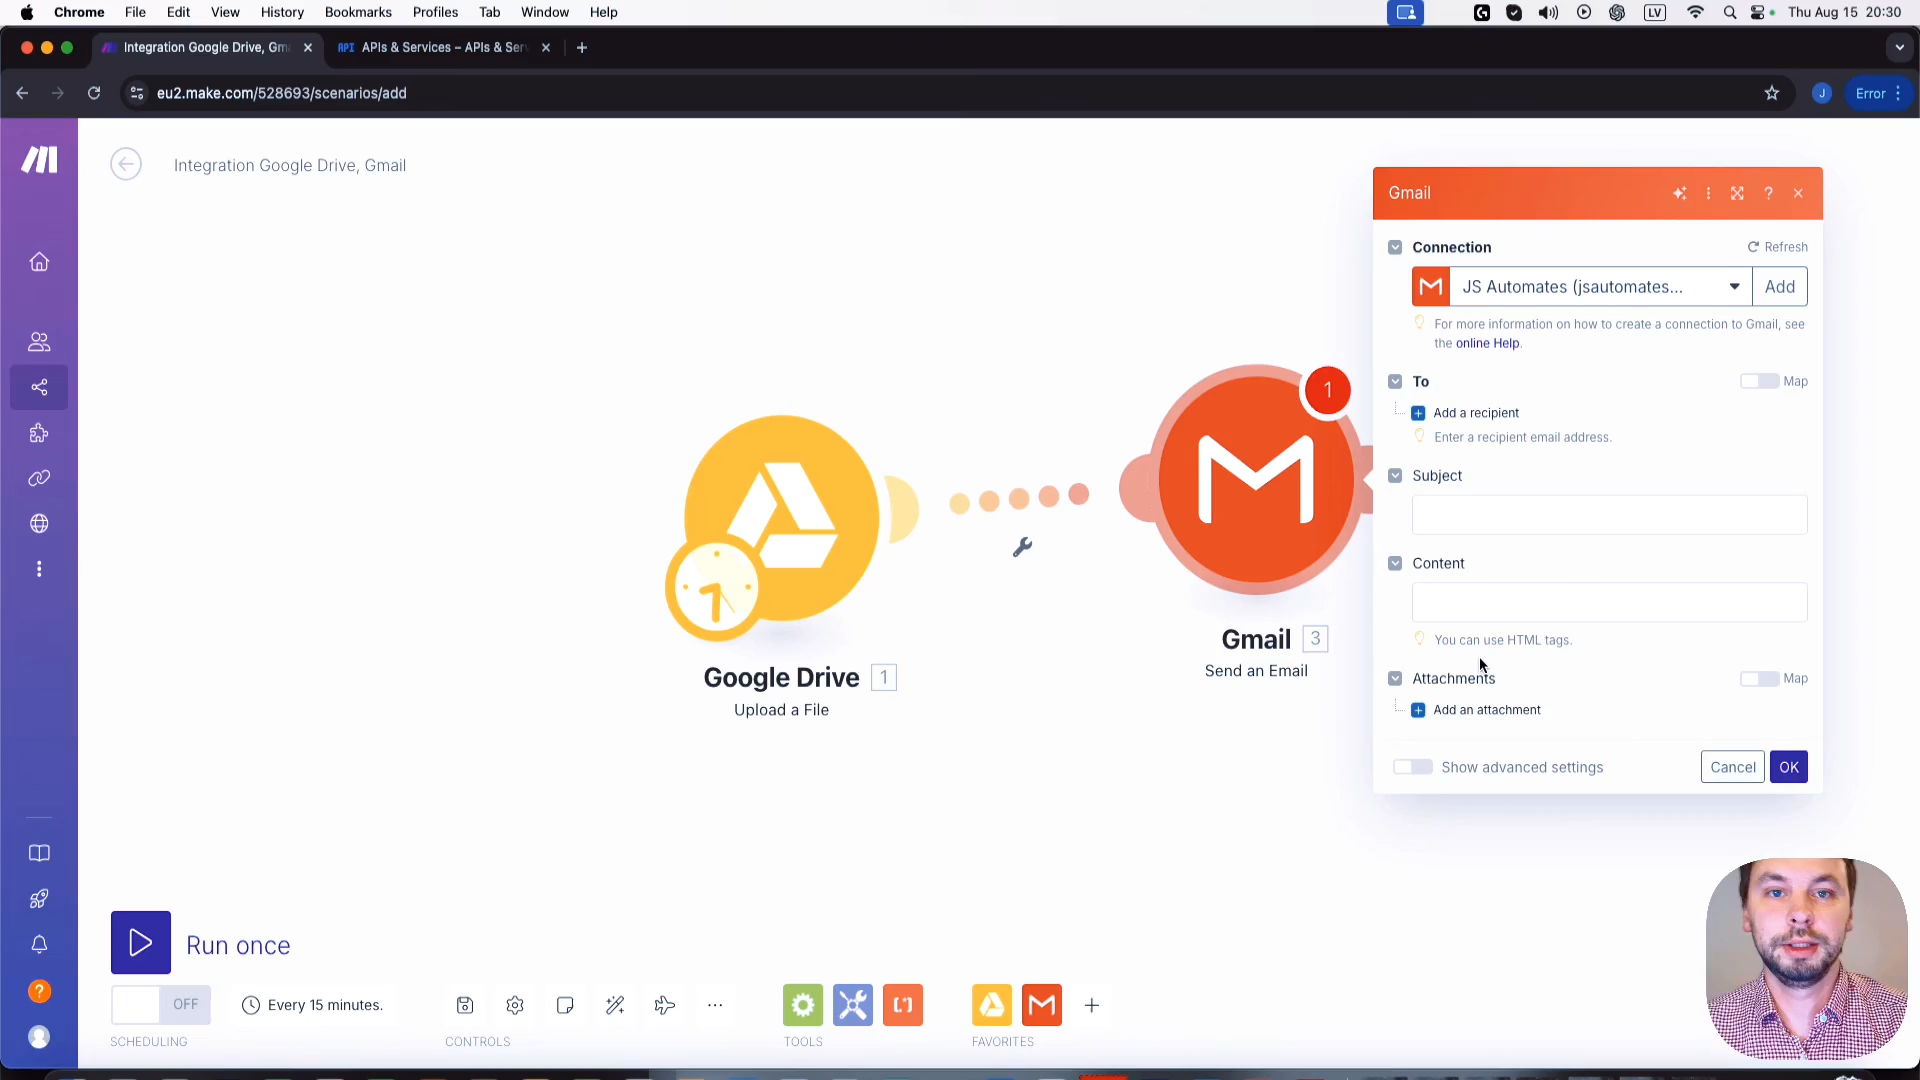 Chrome File Edit View History Bookmarks Profiles Tab Window Help
LV
Thu Aug 15 20:30
Integration Google Drive, Gm
API APIs & Services – APIs & Ser
eu2.make.com/528693/scenarios/add
J
Error
Integration Google Drive, Gmail
Gmail
?
Connection
Refresh
JS Automates (jsautomates...
Add
For more information on how to create a connection to Gmail, see
the online Help.
To
Map
Add a recipient
Enter a recipient email address.
Subject
Content
You can use HTML tags.
Attachments
Map
Add an attachment
Show advanced settings
Cancel
OK
1
Google Drive 1
Upload a File
Gmail 3
Send an Email
Run once
OFF
Every 15 minutes.
SCHEDULING
CONTROLS
TOOLS
FAVORITES
?